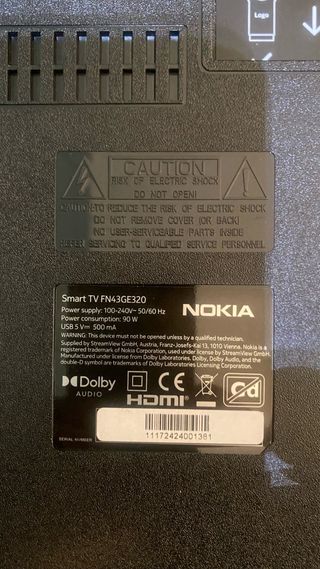 Logo
CAUTION
RISK OF ELECTRIC SHOCK
DO NOT OPEN!
CAUTION-TO REDUCE THE RISK OF ELECTRIC SHOCK
DO NOT REMOVE COVER (OR BACK)
NO USER-SERVICEABLE PARTS INSIDE
REFER SERVICING TO QUALIFIED SERVICE PERSONNEL
Smart TV FN43GE320
NOKIA
Power supply: 100-240V~ 50/60 Hz
Power consumption: 90 W
USB 5 V⎓ 500 mA
WARNING: This device must not be opened unless by a qualified technician.
Supplied by StreamView GmbH, Austria, Franz-Josefs-Kai 13, 1010 Vienna. Nokia is a
registered trademark of Nokia Corporation, used under license by StreamView GmbH.
Manufactured under license from Dolby Laboratories. Dolby, Dolby Audio, and the
double-D symbol are trademarks of Dolby Laboratories Licensing Corporation.
Dolby
AUDIO
CE
Cd
HDMI
SERIAL NUMBER
11172424001381